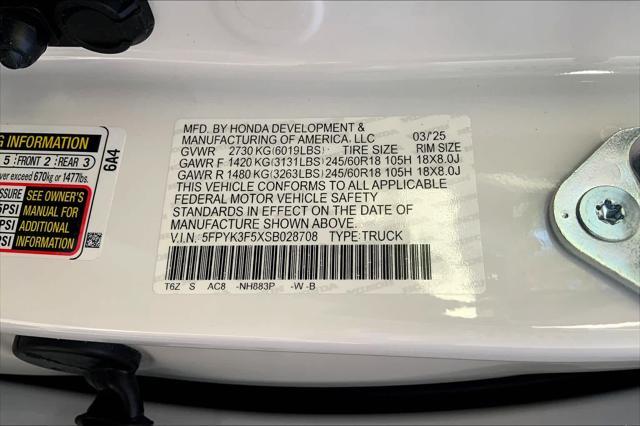 G INFORMATION
5 FRONT 2 REAR 3
ver exceed 670kg or 1477lbs.
PRESSURE
SEE OWNER'S
MANUAL FOR
ADDITIONAL
INFORMATION
5PSI
PSI
PSI
6A4
MFD. BY HONDA DEVELOPMENT &
MANUFACTURING OF AMERICA, LLC 03/'25
GVWR 2730 KG(6019LBS) TIRE SIZE RIM SIZE
GAWR F 1420 KG(3131LBS) 245/60R18 105H 18X8.0J
GAWR R 1480 KG(3263LBS) 245/60R18 105H 18X8.0J
THIS VEHICLE CONFORMS TO ALL APPLICABLE
FEDERAL MOTOR VEHICLE SAFETY
STANDARDS IN EFFECT ON THE DATE OF
MANUFACTURE SHOWN ABOVE.
V.I.N.: 5FPYK3F5XSB028708 TYPE:TRUCK
T6Z S AC8 -NH883P -W-B